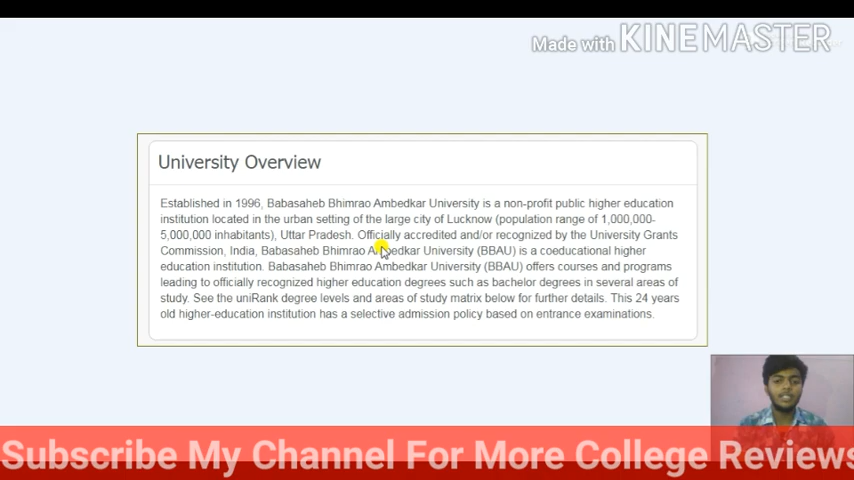 Made with KINEMASTER
University Overview
Established in 1996, Babasaheb Bhimrao Ambedkar University is a non-profit public higher education
institution located in the urban setting of the large city of Lucknow (population range of 1,000,000-
5,000,000 inhabitants), Uttar Pradesh. Officially accredited and/or recognized by the University Grants
Commission, India, Babasaheb Bhimrao Ambedkar University (BBAU) is a coeducational higher
education institution. Babasaheb Bhimrao Ambedkar University (BBAU) offers courses and programs
leading to officially recognized higher education degrees such as bachelor degrees in several areas of
study. See the uniRank degree levels and areas of study matrix below for further details. This 24 years
old higher-education institution has a selective admission policy based on entrance examinations.
Subscribe My Channel For More College Reviews